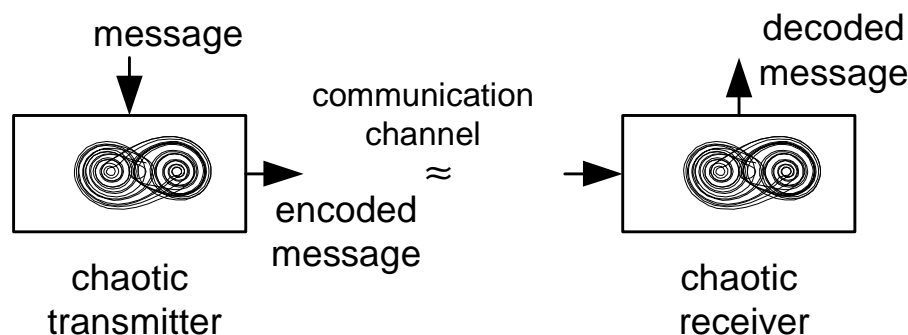 message
decoded
message
communication
channel
≈
encoded
message
chaotic
transmitter
chaotic
receiver